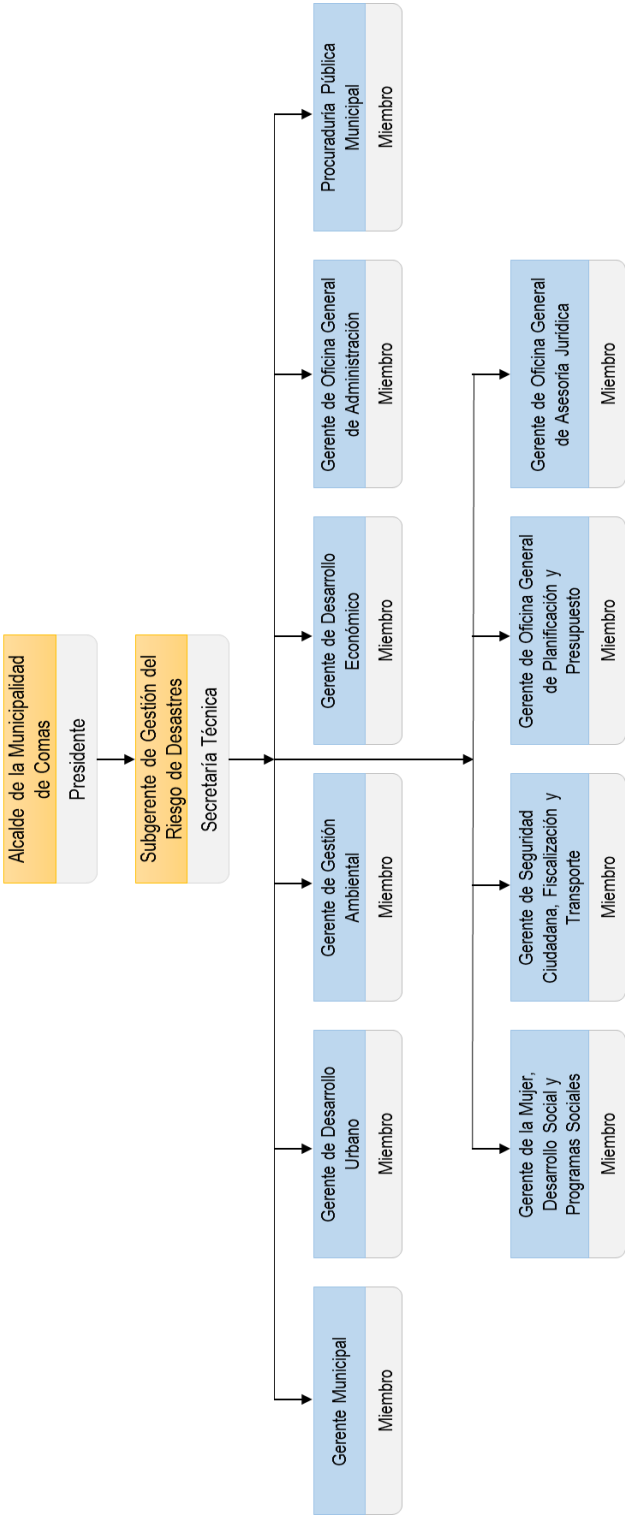 Alcalde de la Municipalidad
de Comas
Presidente
Subgerente de Gestión del
Riesgo de Desastres
Secretaría Técnica
Gerente Municipal
Miembro
Gerente de Desarrollo
Urbano
Miembro
Gerente de Gestión
Ambiental
Miembro
Gerente de Desarrollo
Económico
Miembro
Gerente de Oficina General
de Administración
Miembro
Procuraduría Pública
Municipal
Miembro
Gerente de la Mujer,
Desarrollo Social y
Programas Sociales
Miembro
Gerente de Seguridad
Ciudadana, Fiscalización y
Transporte
Miembro
Gerente de Oficina General
de Planificación y
Presupuesto
Miembro
Gerente de Oficina General
de Asesoría Jurídica
Miembro